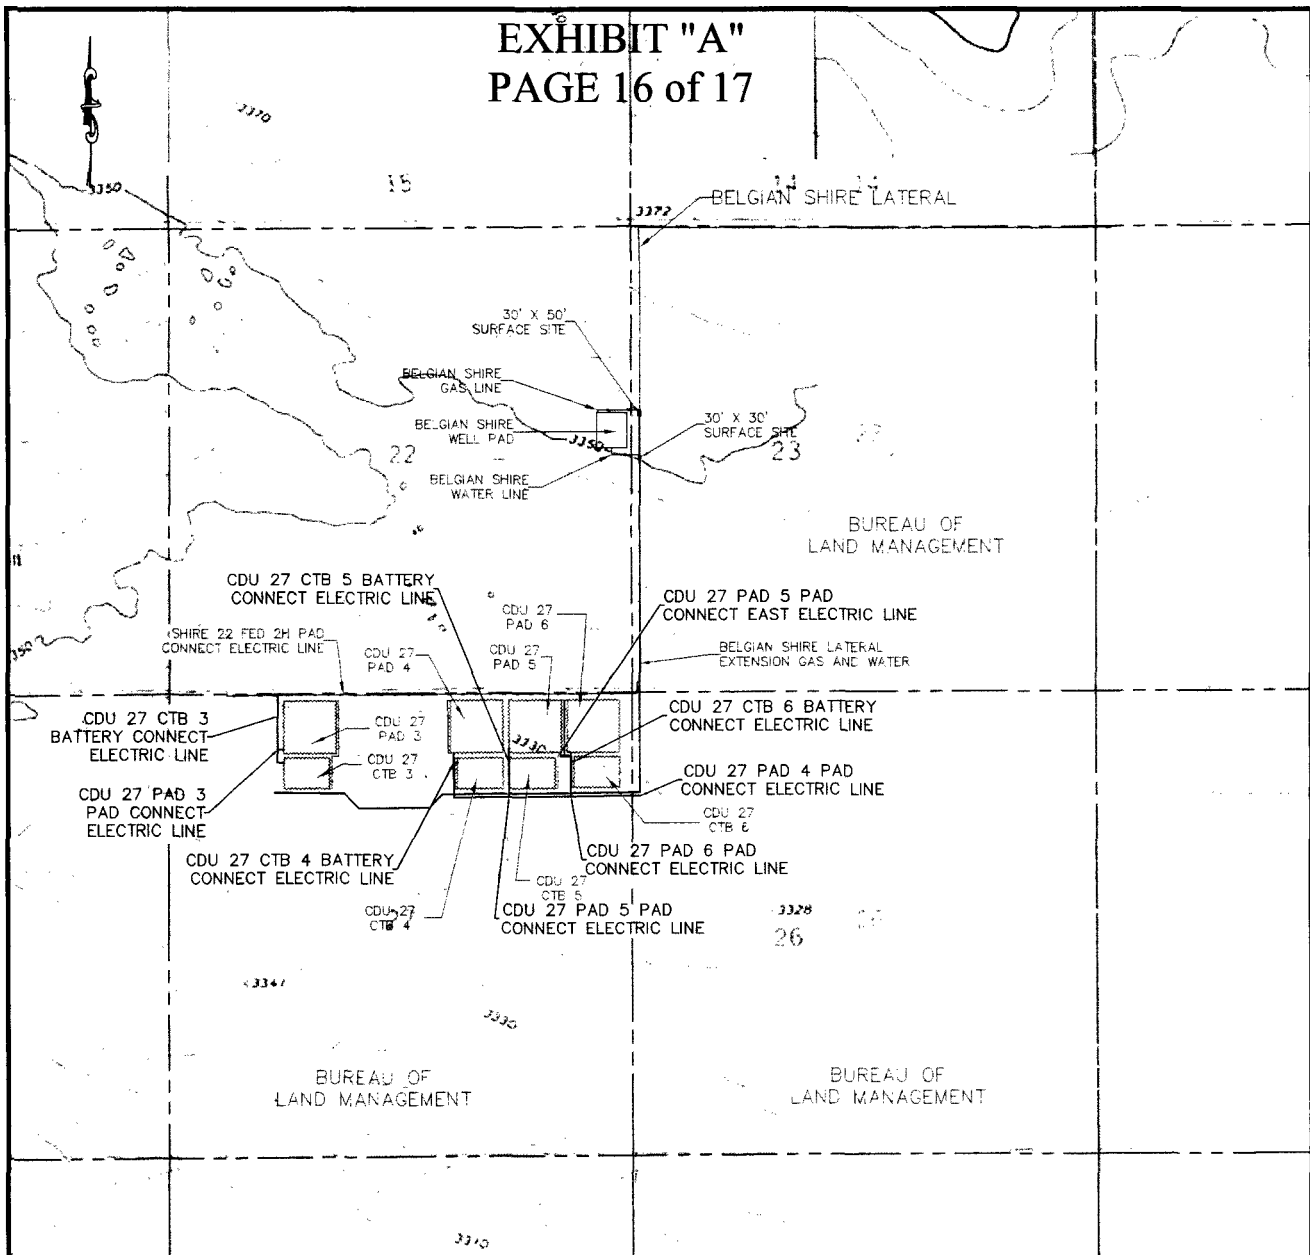 EXHIBIT "A"
PAGE 16 of 17
3370
3350
15
14
14
BELGIAN SHIRE LATERAL
3372
30' X 50'
SURFACE SITE
BELGIAN SHIRE
GAS LINE
BELGIAN SHIRE
WELL PAD
30' X 30'
SURFACE SITE
3350
22
23
BELGIAN SHIRE
WATER LINE
BUREAU OF
LAND MANAGEMENT
CDU 27 CTB 5 BATTERY
CONNECT ELECTRIC LINE
CDU 27
PAD 6
CDU 27 PAD 5 PAD
CONNECT EAST ELECTRIC LINE
SHIRE 22 FED 2H PAD
CONNECT ELECTRIC LINE
CDU 27
PAD 4
CDU 27
PAD 5
BELGIAN SHIRE LATERAL
EXTENSION GAS AND WATER
3350
CDU 27 CTB 3
BATTERY CONNECT
ELECTRIC LINE
CDU 27
PAD 3
CDU 27 CTB 6 BATTERY
CONNECT ELECTRIC LINE
3330
CDU 27
CTB 3
CDU 27 PAD 3
PAD CONNECT
ELECTRIC LINE
CDU 27 PAD 4 PAD
CONNECT ELECTRIC LINE
CDU 27
CTB 6
CDU 27 CTB 4 BATTERY
CONNECT ELECTRIC LINE
CDU 27 PAD 6 PAD
CONNECT ELECTRIC LINE
CDU 27
CTB 5
CDU 27
CTB 4
CDU 27 PAD 5 PAD
CONNECT ELECTRIC LINE
3328
26
3341
3330
BUREAU OF
LAND MANAGEMENT
BUREAU OF
LAND MANAGEMENT
3310